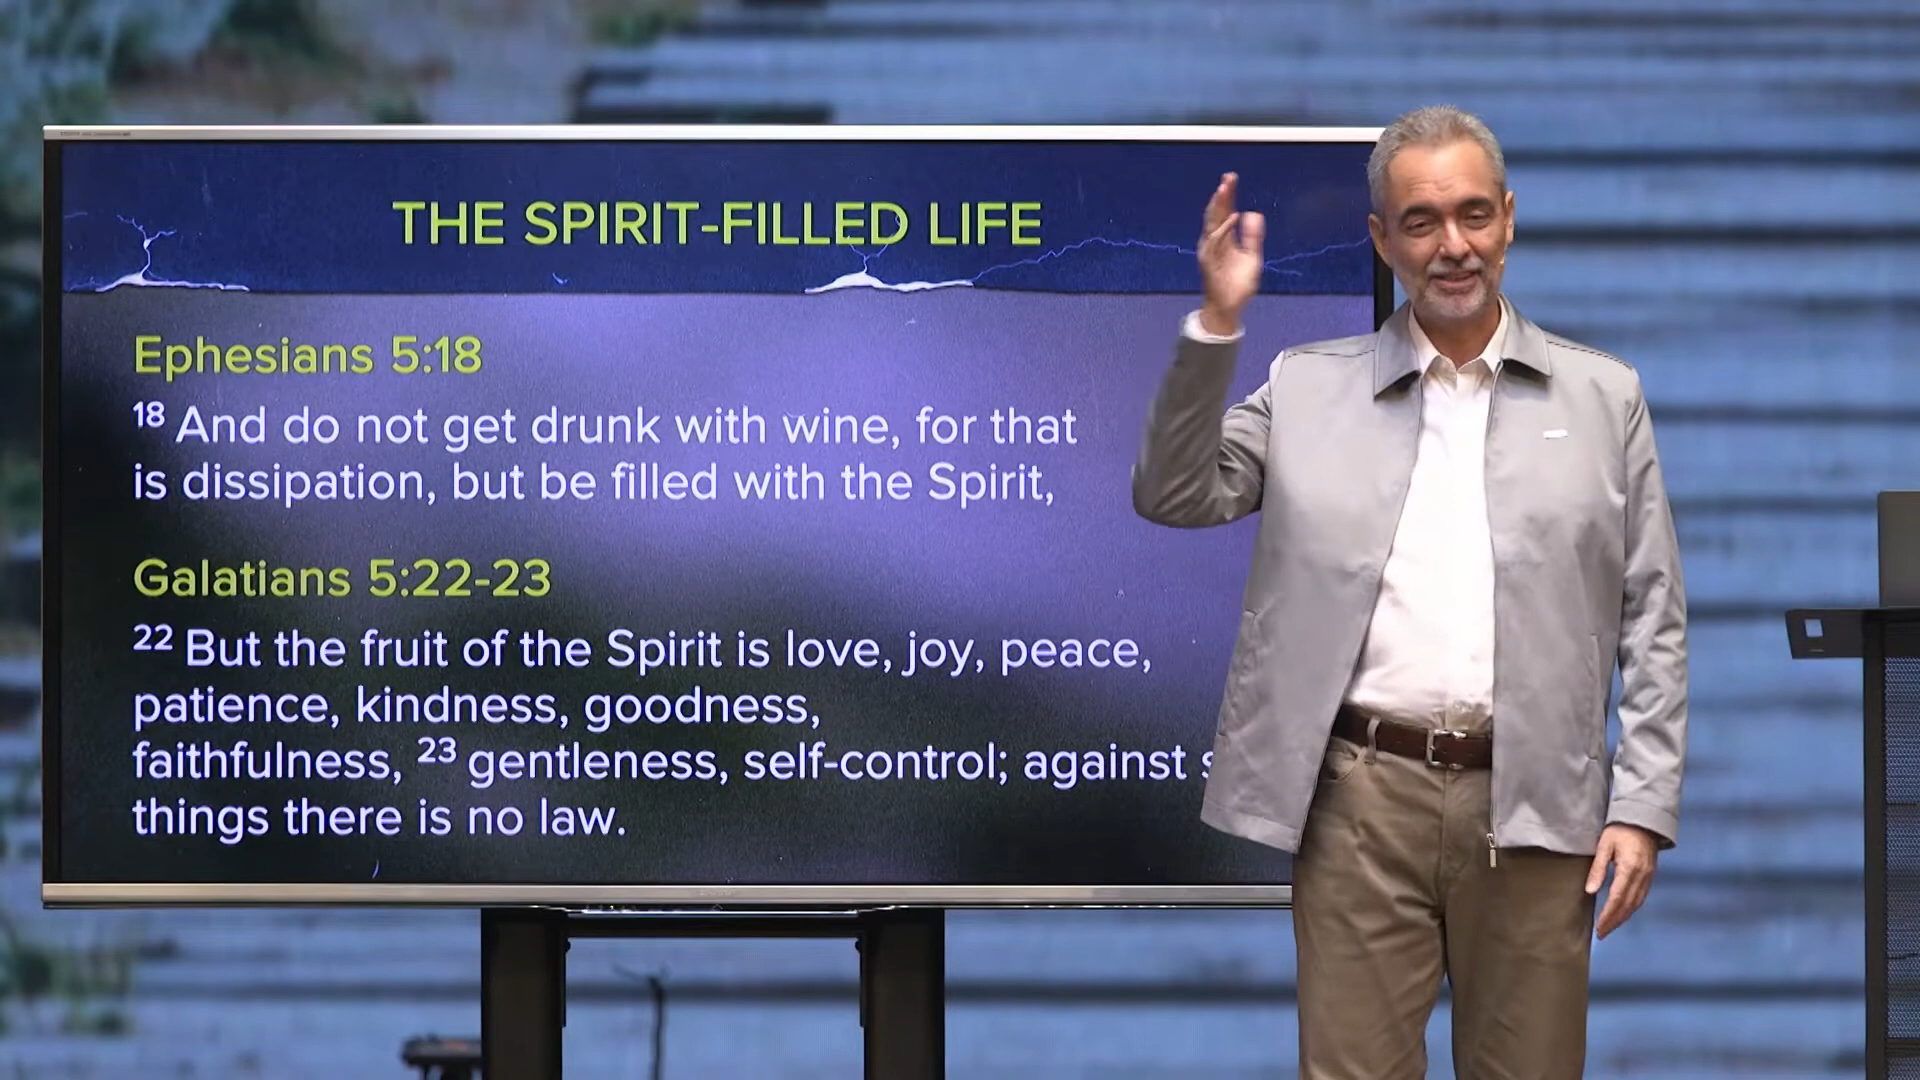 THE SPIRIT-FILLED LIFE
Ephesians 5:18
18 And do not get drunk with wine, for that
is dissipation, but be filled with the Spirit,
Galatians 5:22-23
22 But the fruit of the Spirit is love, joy, peace,
patience, kindness, goodness,
faithfulness, 23 gentleness, self-control; against
things there is no law.